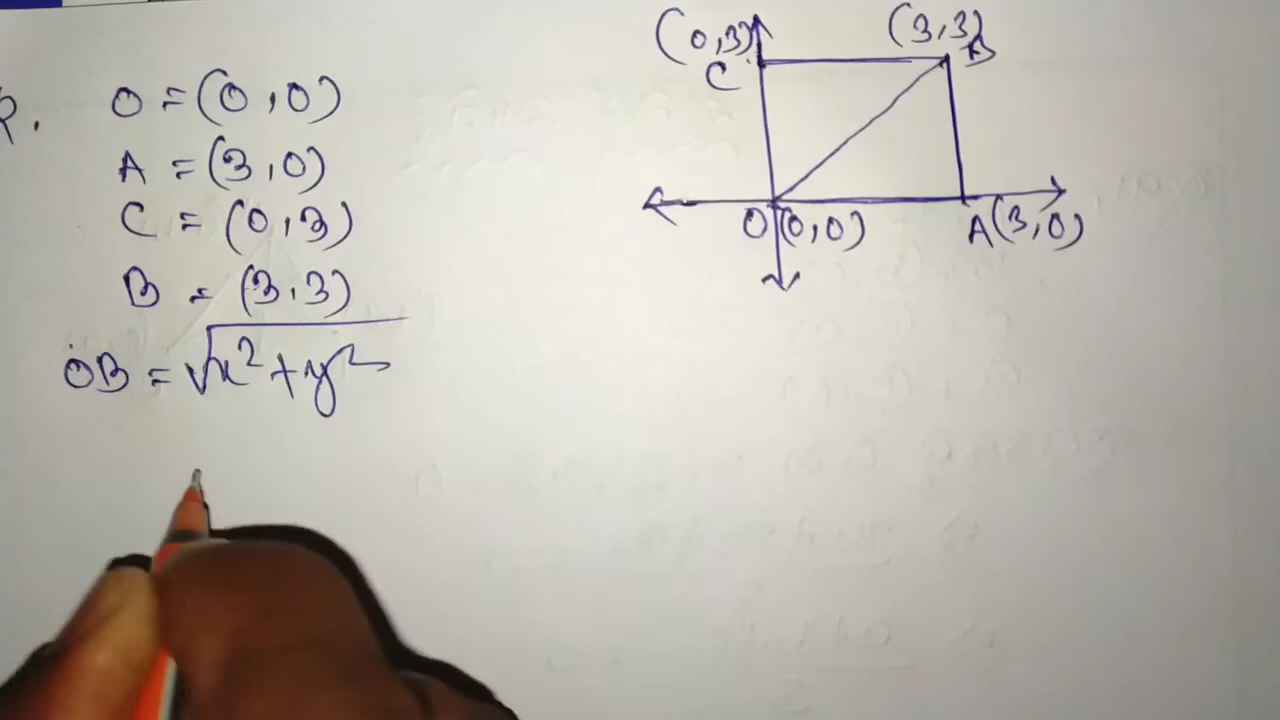 O = (0,0)
A = (3,0)
C = (0,3)
B = (3,3)
OB = √x²+y²
(0,3)
C
(3,3)
B
O(0,0)
A(3,0)